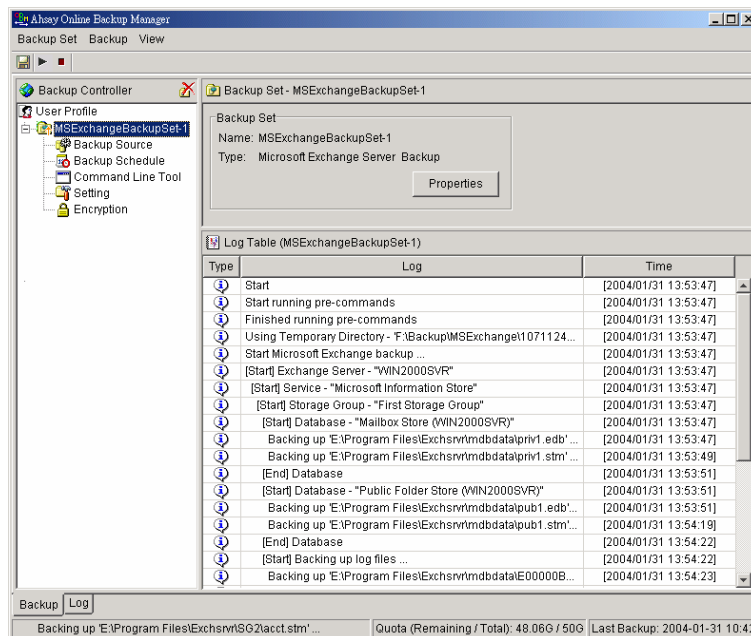 Ahsay Online Backup Manager
Backup Set Backup View
Backup Controller
User Profile
MSExchangeBackupSet-1
Backup Source
Backup Schedule
Command Line Tool
Setting
Encryption
Backup Set - MSExchangeBackupSet-1
Backup Set
Name: MSExchangeBackupSet-1
Type: Microsoft Exchange Server Backup
Properties
Log Table (MSExchangeBackupSet-1)
Type Log Time
Start [2004/01/31 13:53:47]
Start running pre-commands [2004/01/31 13:53:47]
Finished running pre-commands [2004/01/31 13:53:47]
Using Temporary Directory - 'F:\Backup\MSExchange\1071124... [2004/01/31 13:53:47]
Start Microsoft Exchange backup ... [2004/01/31 13:53:47]
[Start] Exchange Server - "WIN2000SVR" [2004/01/31 13:53:47]
[Start] Service - "Microsoft Information Store" [2004/01/31 13:53:47]
[Start] Storage Group - "First Storage Group" [2004/01/31 13:53:47]
[Start] Database - "Mailbox Store (WIN2000SVR)" [2004/01/31 13:53:47]
Backing up 'E:\Program Files\Exchsrvr\mdbdata\priv1.edb' ... [2004/01/31 13:53:47]
Backing up 'E:\Program Files\Exchsrvr\mdbdata\priv1.stm' ... [2004/01/31 13:53:49]
[End] Database [2004/01/31 13:53:51]
[Start] Database - "Public Folder Store (WIN2000SVR)" [2004/01/31 13:53:51]
Backing up 'E:\Program Files\Exchsrvr\mdbdata\pub1.edb'... [2004/01/31 13:53:51]
Backing up 'E:\Program Files\Exchsrvr\mdbdata\pub1.stm'... [2004/01/31 13:54:19]
[End] Database [2004/01/31 13:54:22]
[Start] Backing up log files ... [2004/01/31 13:54:22]
Backing up 'E:\Program Files\Exchsrvr\mdbdata\E00000B... [2004/01/31 13:54:23]
Backup Log
Backing up 'E:\Program Files\Exchsrvr\SG2\acct.stm' ... Quota (Remaining / Total): 48.06G / 50G Last Backup: 2004-01-31 10:4